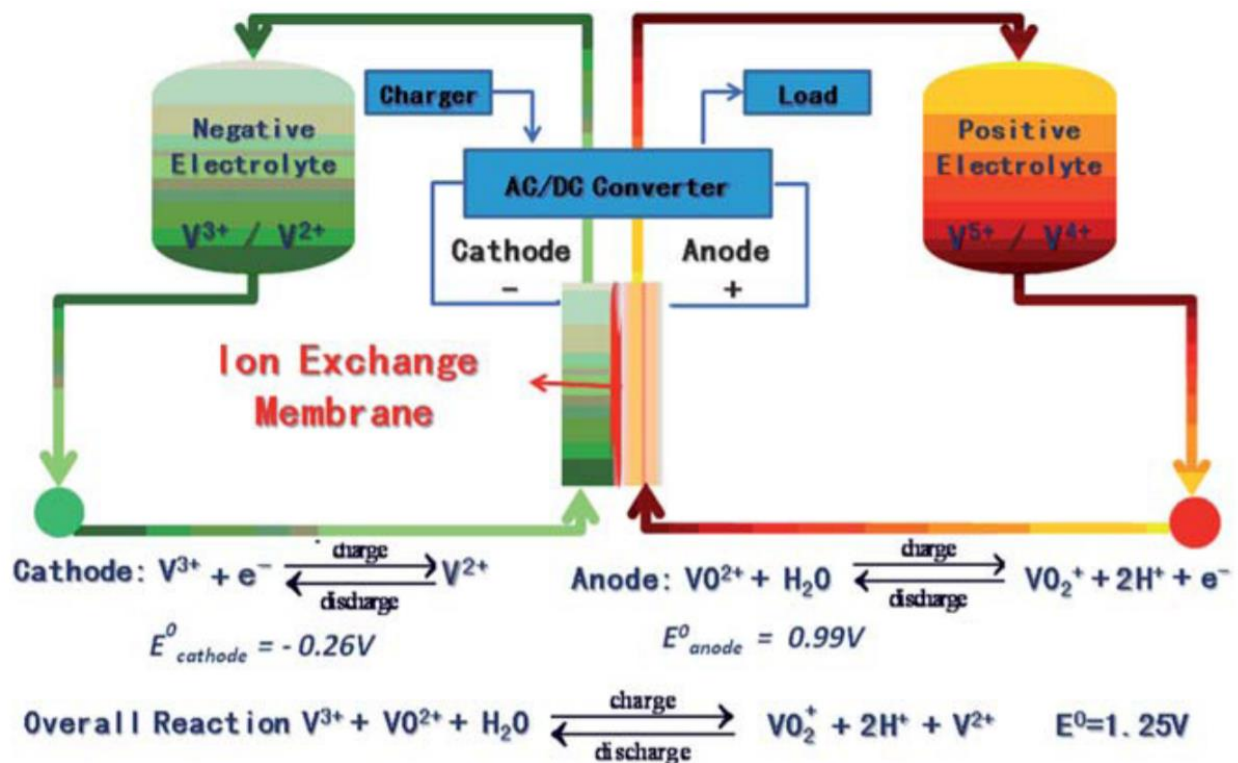 Charger
Load
Negative
Electrolyte
V³⁺ / V²⁺
AC/DC Converter
Positive
Electrolyte
V⁵⁺ / V⁴⁺
Cathode
-
Anode
+
Ion Exchange
Membrane
Cathode: V³⁺ + e⁻ charge discharge V²⁺
Anode: VO²⁺ + H₂O charge discharge VO₂⁺ + 2H⁺ + e⁻
E⁰cathode = - 0.26V
E⁰anode = 0.99V
Overall Reaction V³⁺ + VO²⁺ + H₂O charge discharge VO₂⁺ + 2H⁺ + V²⁺ E⁰=1.25V